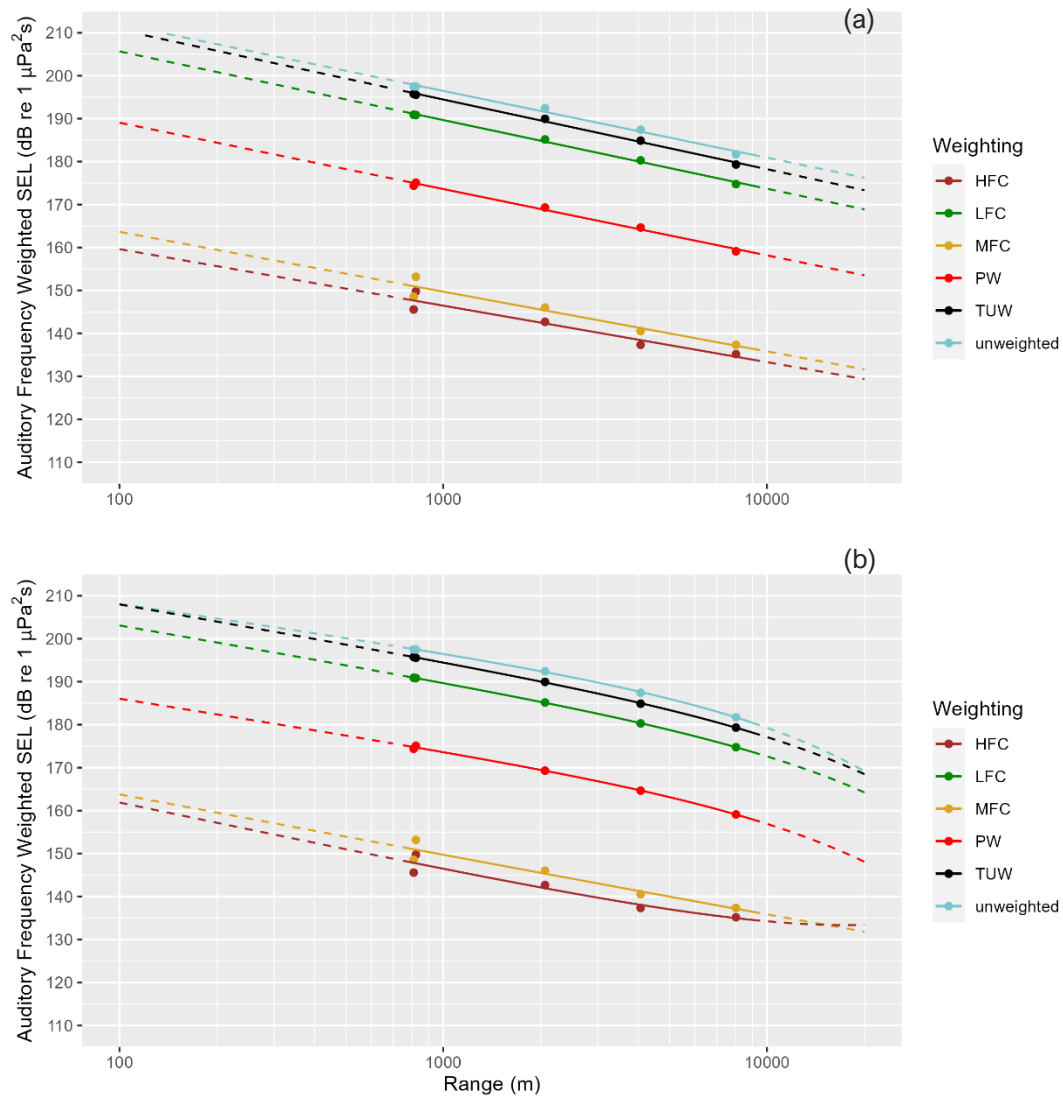 (a)
Auditory Frequency Weighted SEL (dB re 1 µPa²s)
210
200
190
180
170
160
150
140
130
120
110
100
1000
10000
Weighting
HFC
LFC
MFC
PW
TUW
unweighted
(b)
Auditory Frequency Weighted SEL (dB re 1 µPa²s)
210
200
190
180
170
160
150
140
130
120
110
100
1000
10000
Range (m)
Weighting
HFC
LFC
MFC
PW
TUW
unweighted